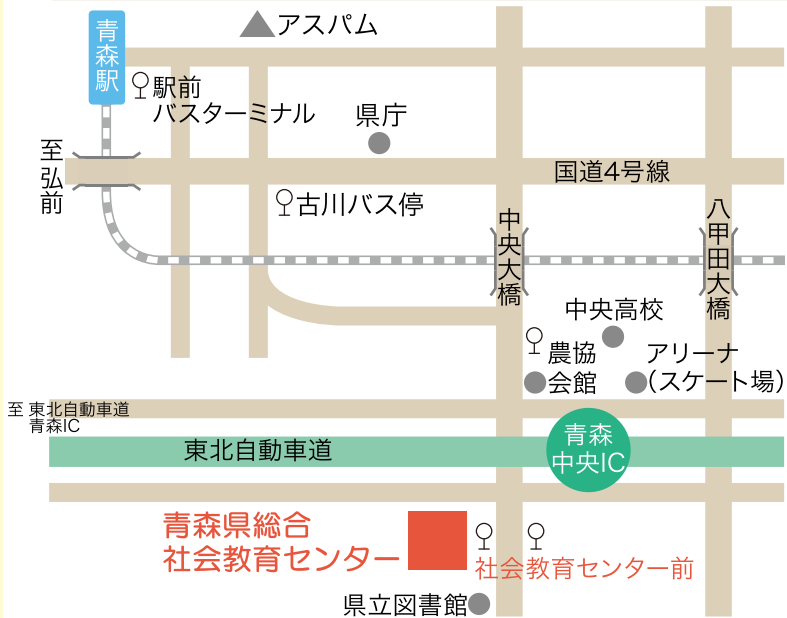 アスパム
青森駅
駅前
バスターミナル
県庁
至弘前
国道4号線
古川バス停
中央大橋
八甲田大橋
中央高校
農協
会館
アリーナ
(スケート場)
至 東北自動車道
青森IC
東北自動車道
青森
中央IC
青森県総合
社会教育センター
社会教育センター前
県立図書館